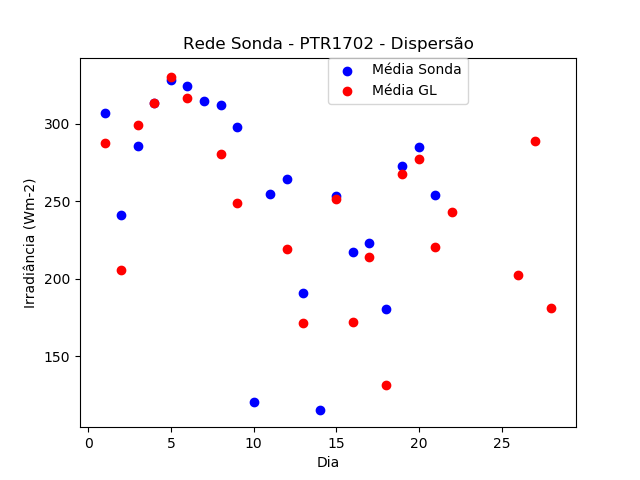 Rede Sonda - PTR1702 - Dispersão
Média Sonda
Média GL
Irradiância (Wm-2)
300
250
200
150
0 5 10 15 20 25
Dia